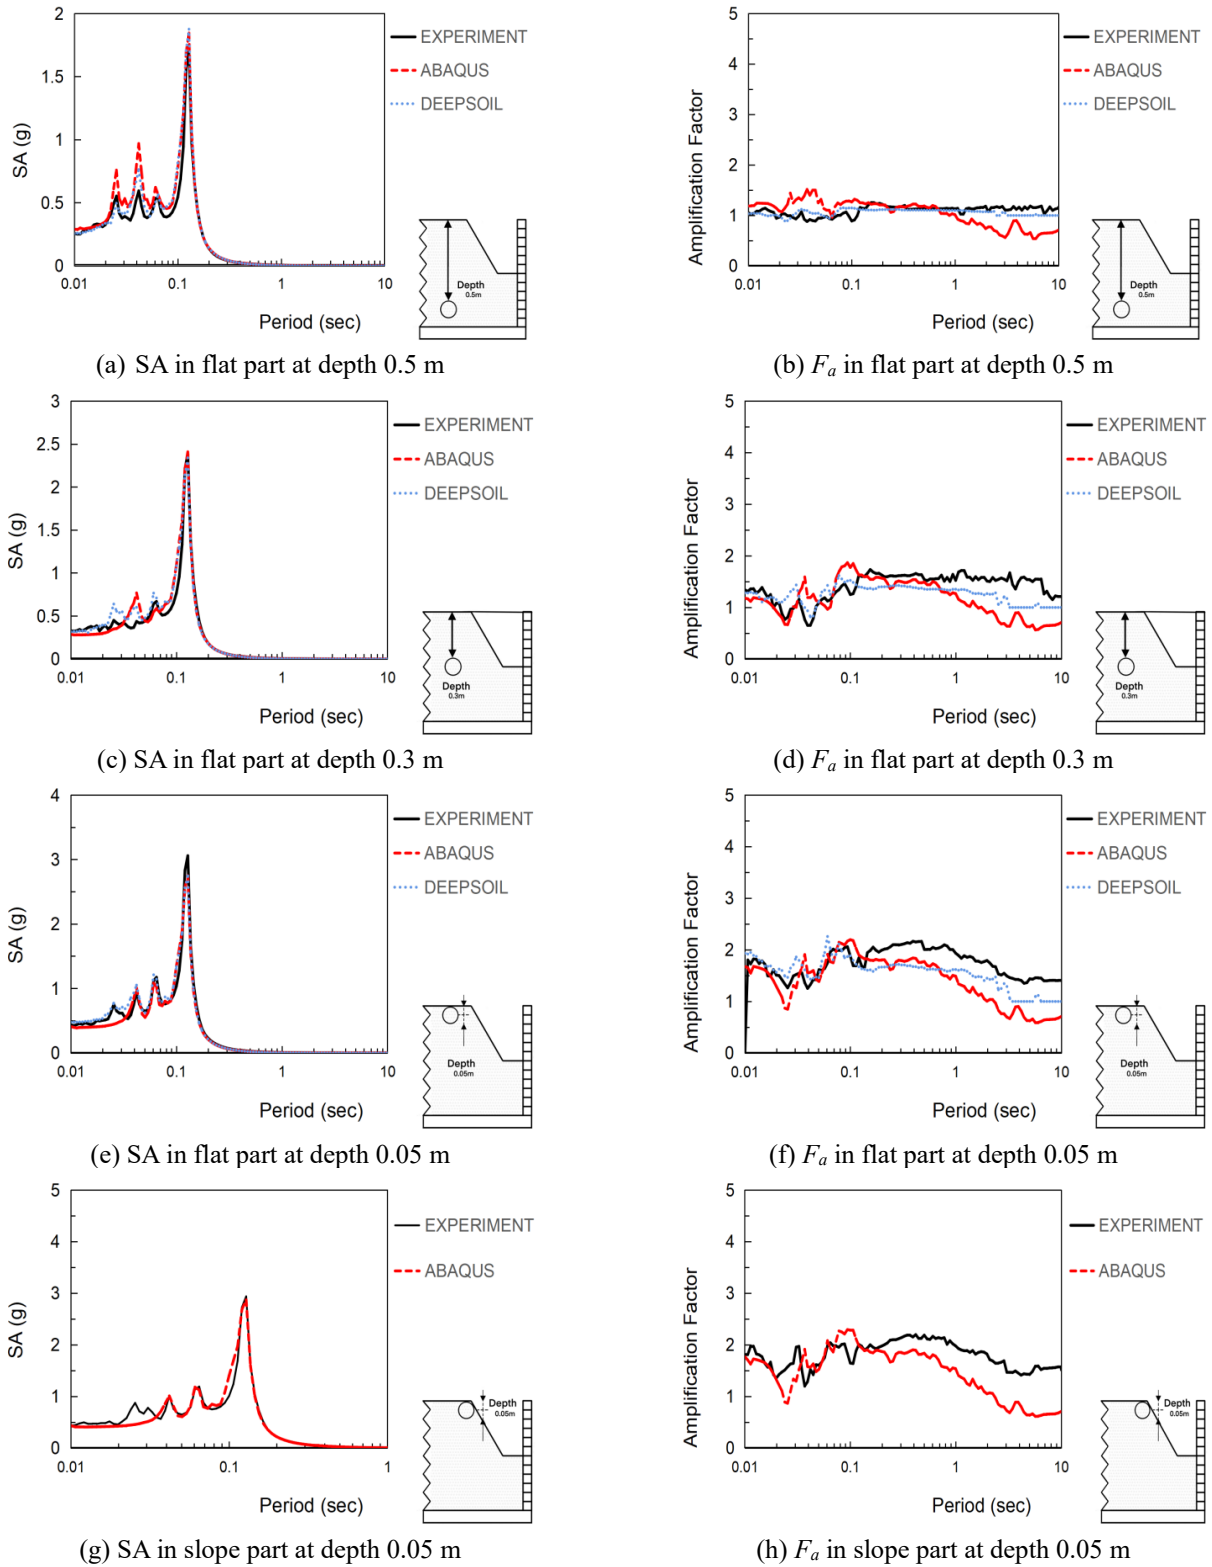 2
1.5
1
0.5
0
SA (g)
0.01
0.1
1
10
Period (sec)
EXPERIMENT
ABAQUS
DEEPSOIL
Depth
0.5m
(a) SA in flat part at depth 0.5 m
5
4
3
2
1
0
Amplification Factor
0.01
0.1
1
10
Period (sec)
EXPERIMENT
ABAQUS
DEEPSOIL
Depth
0.5m
(b) Fa in flat part at depth 0.5 m
3
2.5
2
1.5
1
0.5
0
SA (g)
0.01
0.1
1
10
Period (sec)
EXPERIMENT
ABAQUS
DEEPSOIL
Depth
0.3m
(c) SA in flat part at depth 0.3 m
5
4
3
2
1
0
Amplification Factor
0.01
0.1
1
10
Period (sec)
EXPERIMENT
ABAQUS
DEEPSOIL
Depth
0.3m
(d) Fa in flat part at depth 0.3 m
4
3
2
1
0
SA (g)
0.01
0.1
1
10
Period (sec)
EXPERIMENT
ABAQUS
DEEPSOIL
Depth
0.05m
(e) SA in flat part at depth 0.05 m
5
4
3
2
1
0
Amplification Factor
0.01
0.1
1
10
Period (sec)
EXPERIMENT
ABAQUS
DEEPSOIL
Depth
0.05m
(f) Fa in flat part at depth 0.05 m
5
4
3
2
1
0
SA (g)
0.01
0.1
1
Period (sec)
EXPERIMENT
ABAQUS
Depth
0.05m
(g) SA in slope part at depth 0.05 m
5
4
3
2
1
0
Amplification Factor
0.01
0.1
1
10
Period (sec)
EXPERIMENT
ABAQUS
Depth
0.05m
(h) Fa in slope part at depth 0.05 m